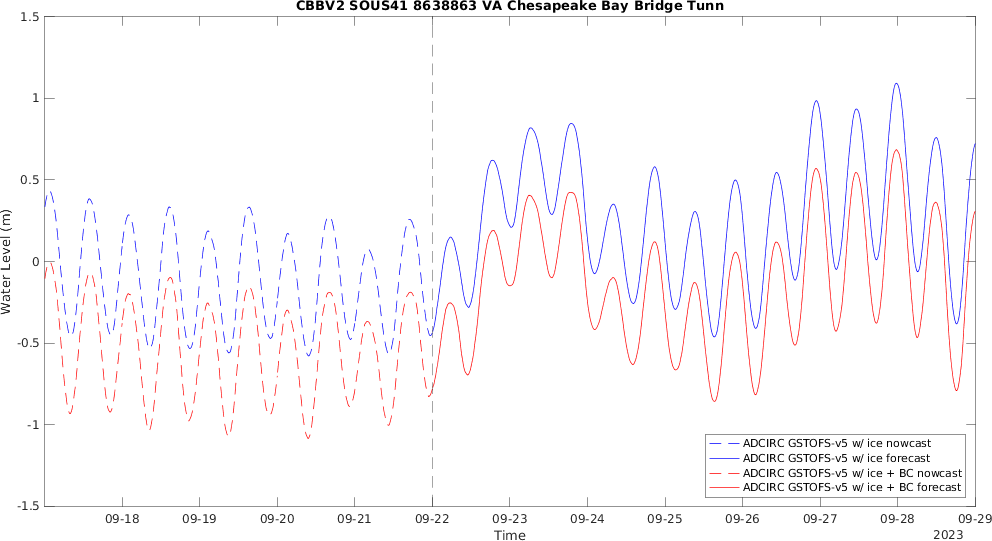 CBBV2 SOUS41 8638863 VA Chesapeake Bay Bridge Tunn
1.5
1
0.5
0
-0.5
-1
-1.5
Water Level (m)
ADCIRC GSTOFS-v5 w/ ice nowcast
ADCIRC GSTOFS-v5 w/ ice forecast
ADCIRC GSTOFS-v5 w/ ice + BC nowcast
ADCIRC GSTOFS-v5 w/ ice + BC forecast
09-18 09-19 09-20 09-21 09-22 09-23 09-24 09-25 09-26 09-27 09-28 09-29
Time
2023